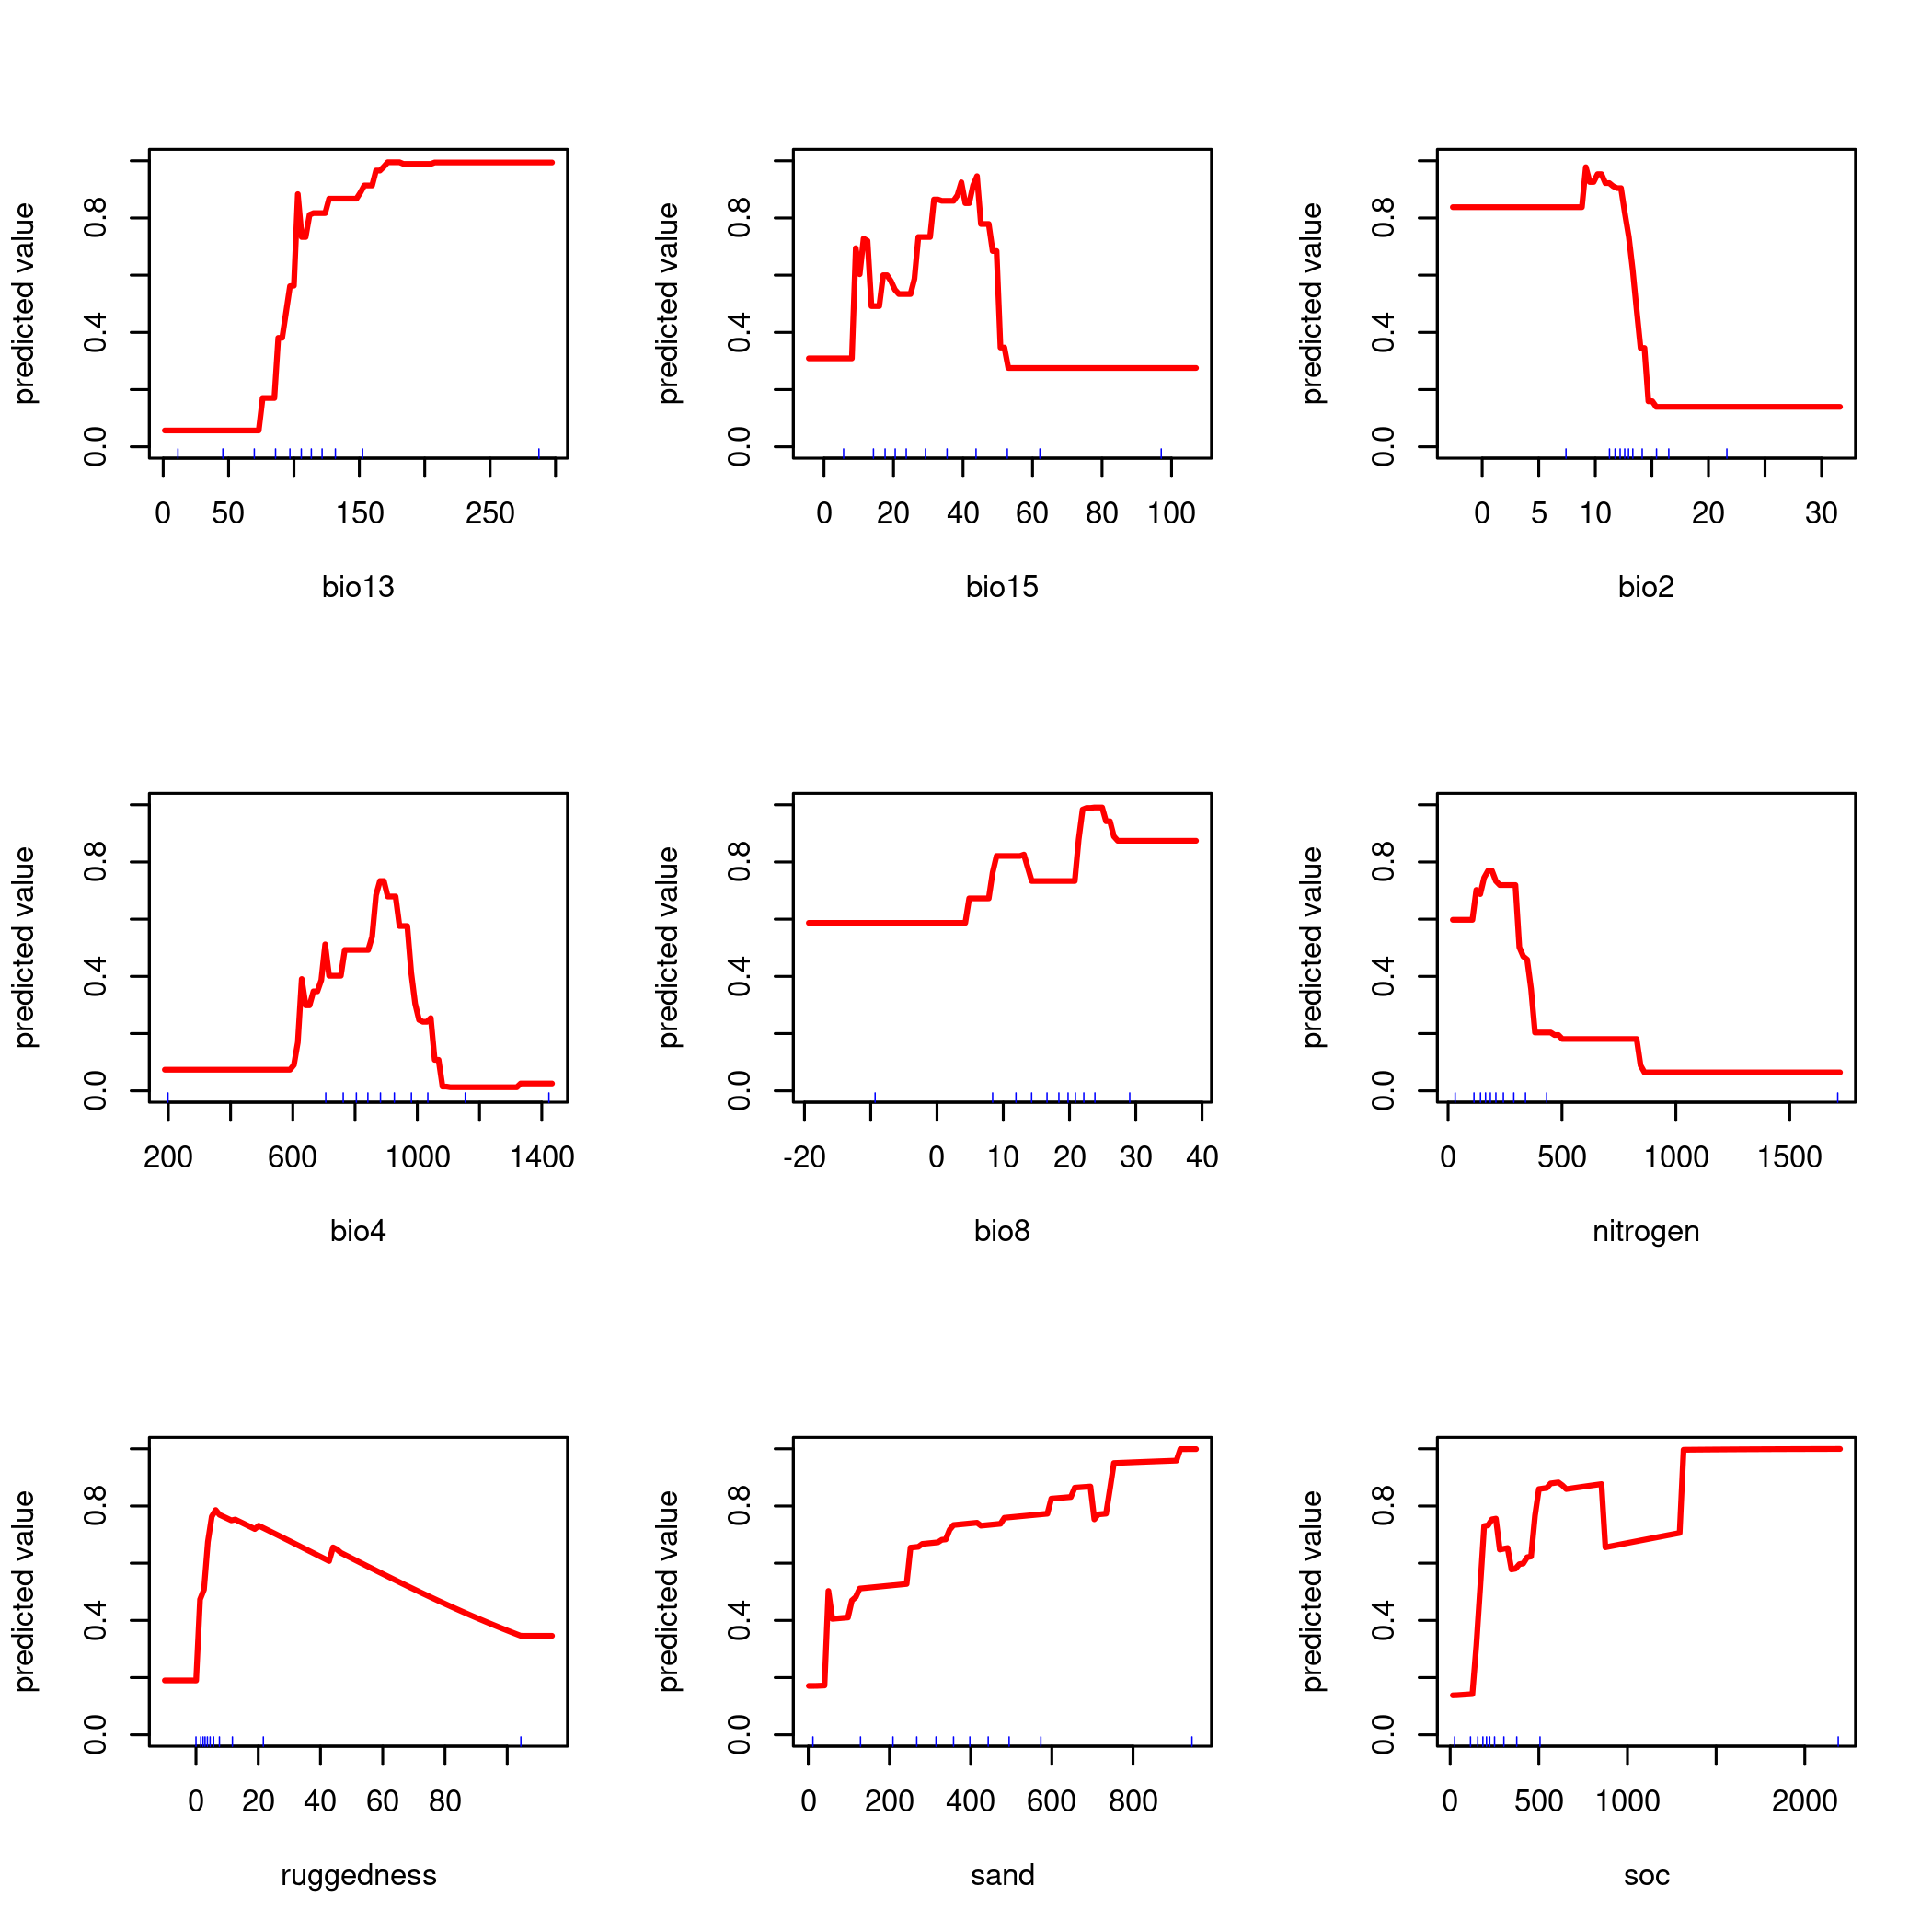 predicted value
0.0 0.4 0.8
0 50 150 250
bio13
predicted value
0.0 0.4 0.8
0 20 40 60 80 100
bio15
predicted value
0.0 0.4 0.8
0 5 10 20 30
bio2
predicted value
0.0 0.4 0.8
200 600 1000 1400
bio4
predicted value
0.0 0.4 0.8
-20 0 10 20 30 40
bio8
predicted value
0.0 0.4 0.8
0 500 1000 1500
nitrogen
predicted value
0.0 0.4 0.8
0 20 40 60 80
ruggedness
predicted value
0.0 0.4 0.8
0 200 400 600 800
sand
predicted value
0.0 0.4 0.8
0 500 1000 2000
soc